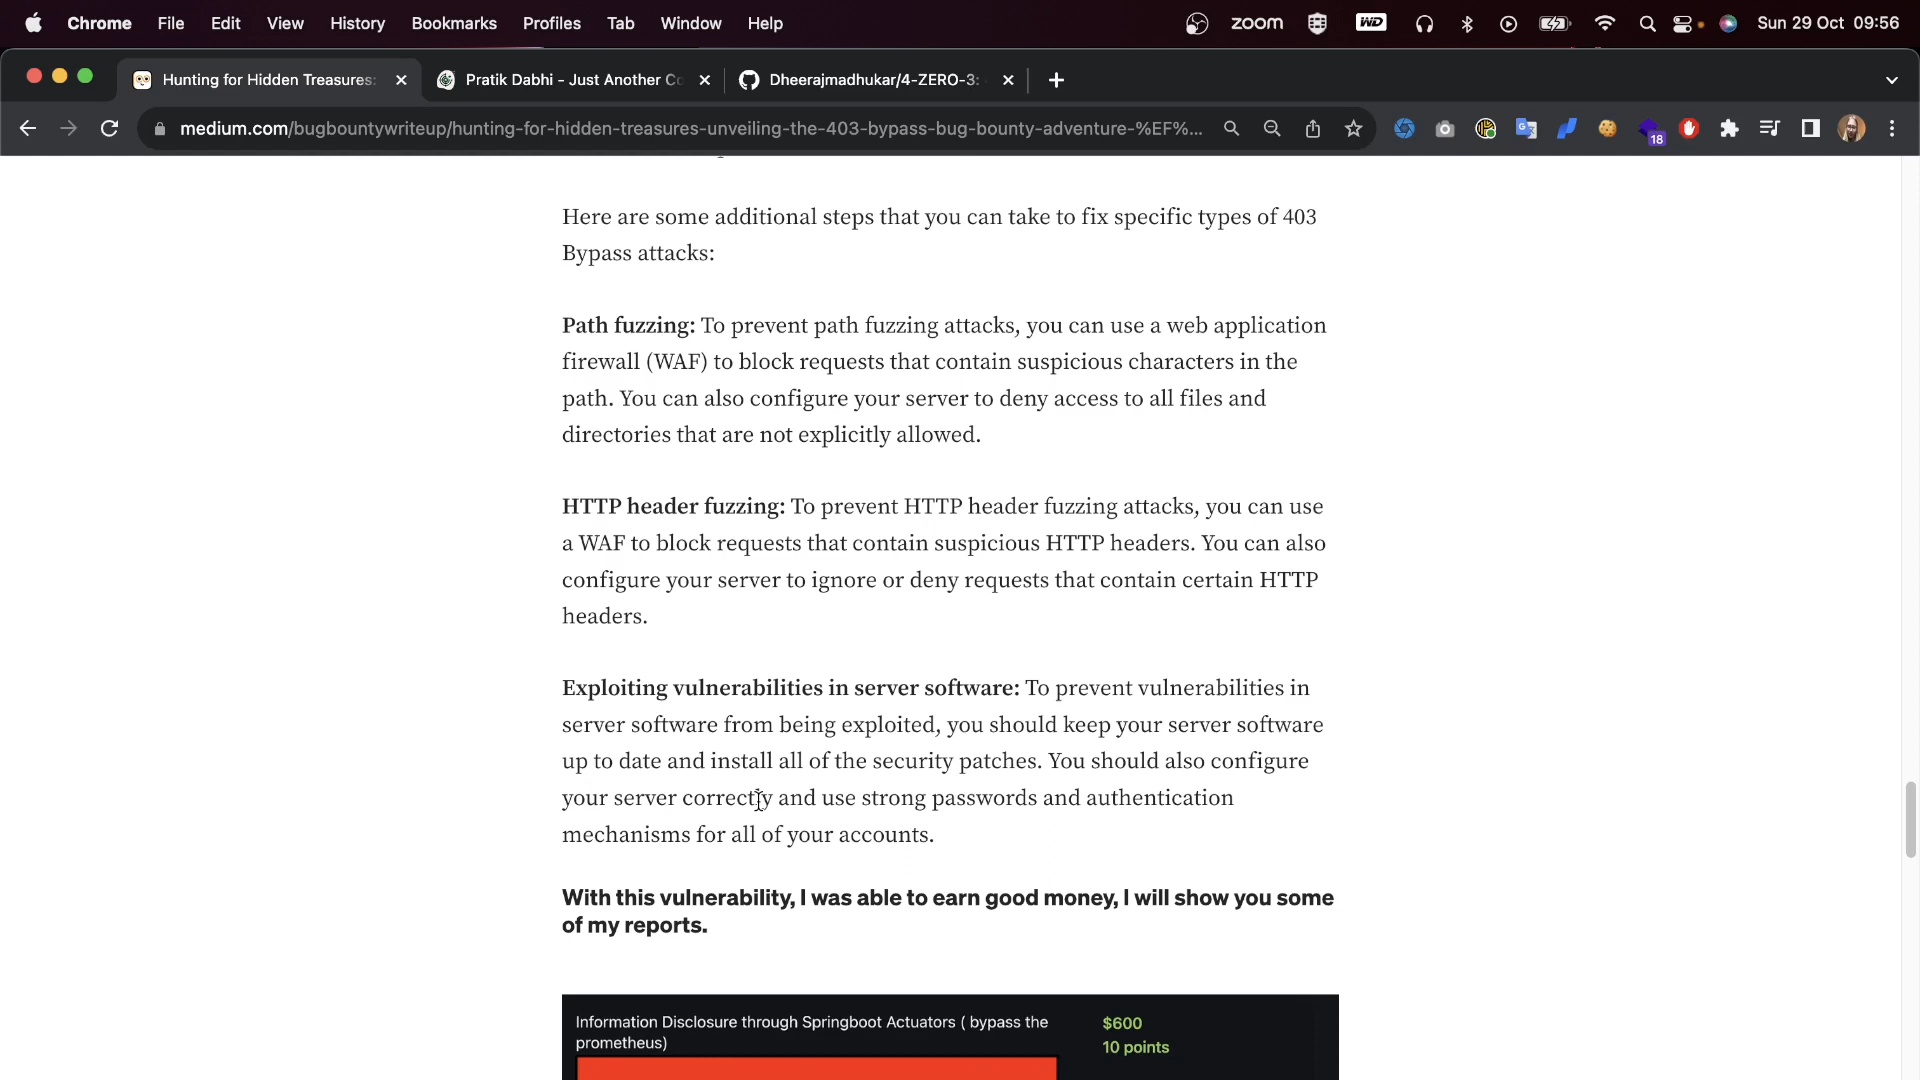 Chrome File Edit View History Bookmarks Profiles Tab Window Help zoom WD Sun 29 Oct 09:56
Hunting for Hidden Treasures: Pratik Dabhi - Just Another Co Dheerajmadhukar/4-ZERO-3:
medium.com/bugbountywriteup/hunting-for-hidden-treasures-unveiling-the-403-bypass-bug-bounty-adventure-%EF%... 18
Here are some additional steps that you can take to fix specific types of 403
Bypass attacks:
Path fuzzing: To prevent path fuzzing attacks, you can use a web application
firewall (WAF) to block requests that contain suspicious characters in the
path. You can also configure your server to deny access to all files and
directories that are not explicitly allowed.
HTTP header fuzzing: To prevent HTTP header fuzzing attacks, you can use
a WAF to block requests that contain suspicious HTTP headers. You can also
configure your server to ignore or deny requests that contain certain HTTP
headers.
Exploiting vulnerabilities in server software: To prevent vulnerabilities in
server software from being exploited, you should keep your server software
up to date and install all of the security patches. You should also configure
your server correctly and use strong passwords and authentication
mechanisms for all of your accounts.
With this vulnerability, I was able to earn good money, I will show you some
of my reports.
Information Disclosure through Springboot Actuators ( bypass the
prometheus)
$600
10 points